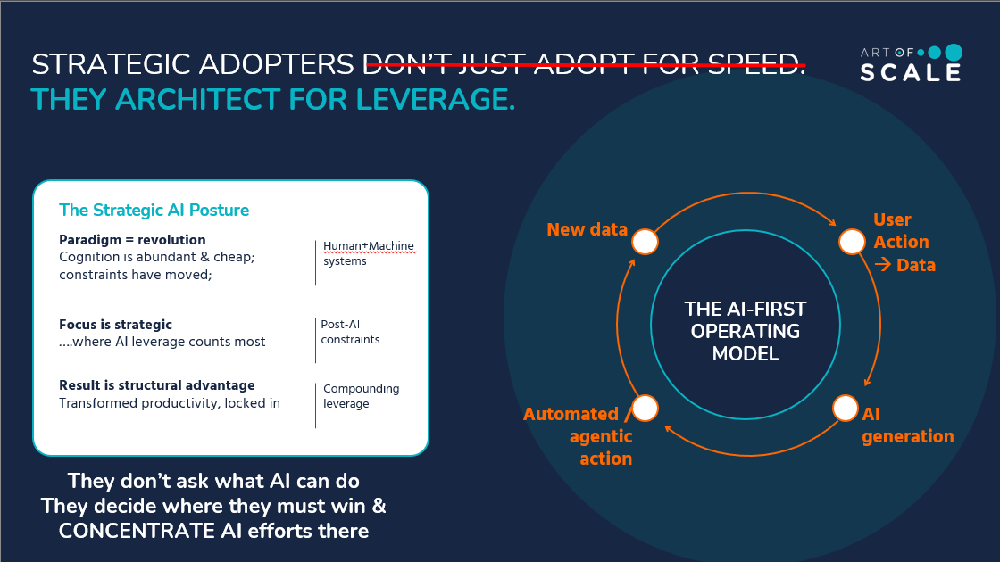 STRATEGIC ADOPTERS DON'T JUST ADOPT FOR SPEED.
THEY ARCHITECT FOR LEVERAGE.
ART OF
SCALE
The Strategic AI Posture
Paradigm = revolution
Cognition is abundant & cheap;
constraints have moved;
Human+Machine
systems
Focus is strategic
....where AI leverage counts most
Post-AI
constraints
Result is structural advantage
Transformed productivity, locked in
Compounding
leverage
They don't ask what AI can do
They decide where they must win &
CONCENTRATE AI efforts there
New data
User
Action
→ Data
THE AI-FIRST
OPERATING
MODEL
Automated /
agentic
action
AI
generation